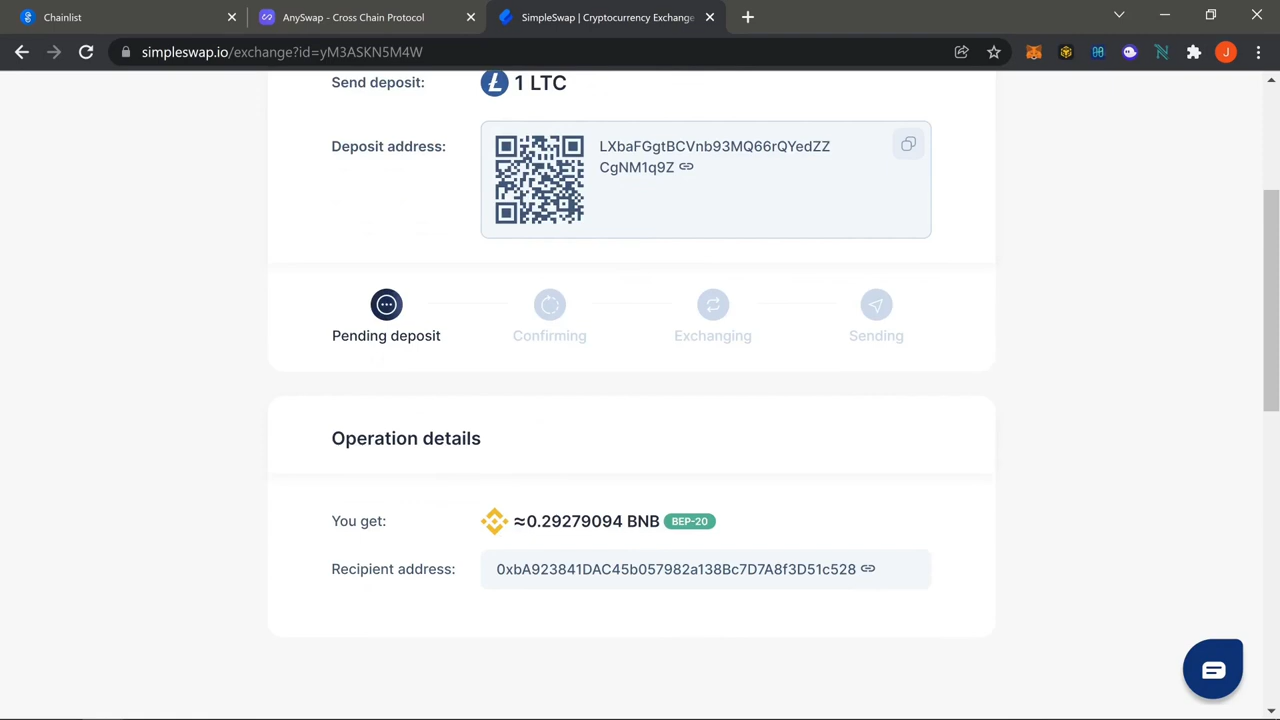 Chainlist
AnySwap - Cross Chain Protocol
SimpleSwap | Cryptocurrency Exchange
simpleswap.io/exchange?id=yM3ASKN5M4W
J
Send deposit:
1 LTC
Deposit address:
LXbaFGgtBCVnb93MQ66rQYedZZ
CgNM1q9Z
Pending deposit
Confirming
Exchanging
Sending
Operation details
You get:
≈0.29279094 BNB BEP-20
Recipient address:
0xbA923841DAC45b057982a138Bc7D7A8f3D51c528